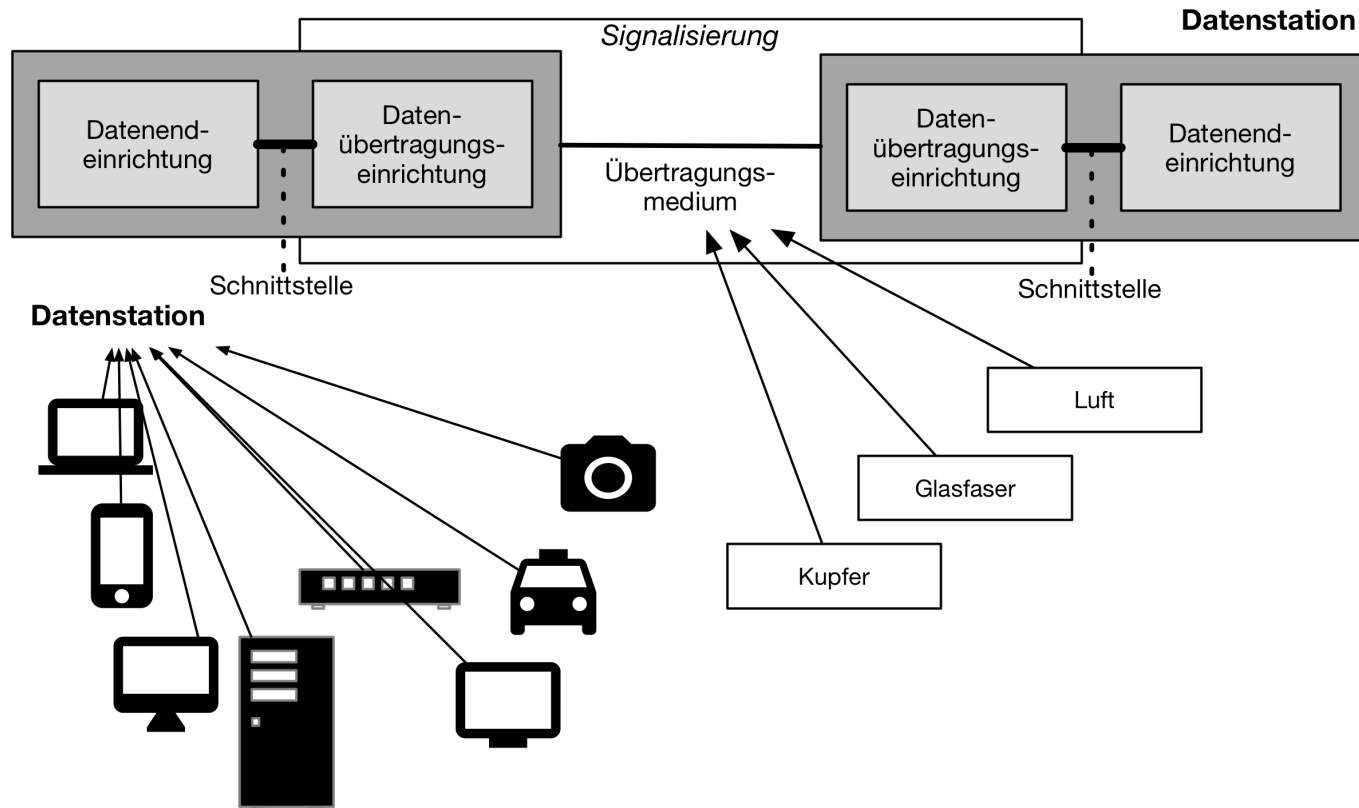 Datenstation
Signalisierung
Datenend-
einrichtung
Daten-
übertragungs-
einrichtung
Übertragungs-
medium
Daten-
übertragungs-
einrichtung
Datenend-
einrichtung
Schnittstelle
Schnittstelle
Datenstation
Luft
Glasfaser
Kupfer